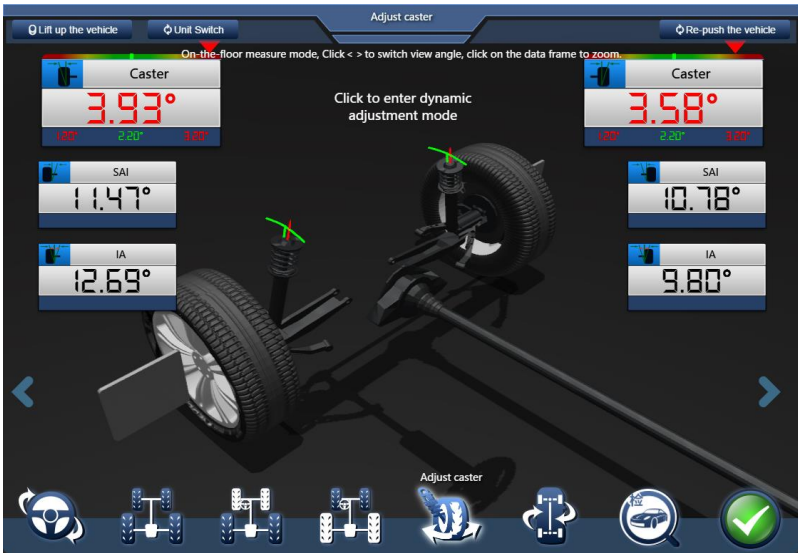 Adjust caster
Lift up the vehicle
Unit Switch
Re-push the vehicle
On-the-floor measure mode, Click < > to switch view angle, click on the data frame to zoom.
Caster
3.93°
1.20° 2.20° 3.20°
Click to enter dynamic
adjustment mode
Caster
3.58°
1.20° 2.20° 3.20°
SAI
11.47°
SAI
10.78°
IA
12.69°
IA
9.80°
Adjust caster
检